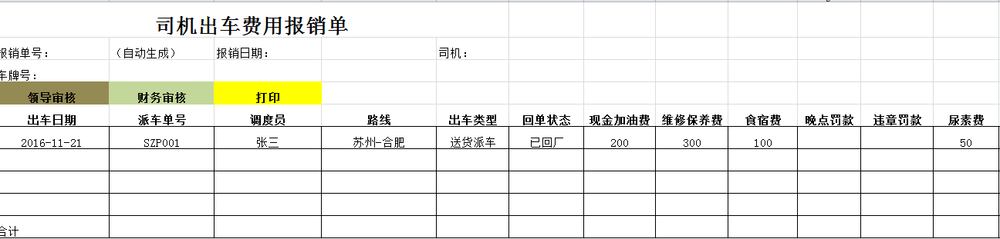 司机出车费用报销单
报销单号： （自动生成） 报销日期： 司机：
车牌号：
领导审核 财务审核 打印
出车日期 派车单号 调度员 路线 出车类型 回单状态 现金加油费 维修保养费 食宿费 晚点罚款 违章罚款 尿素费
2016-11-21 SZP001 张三 苏州-合肥 送货派车 已回厂 200 300 100 50
合计